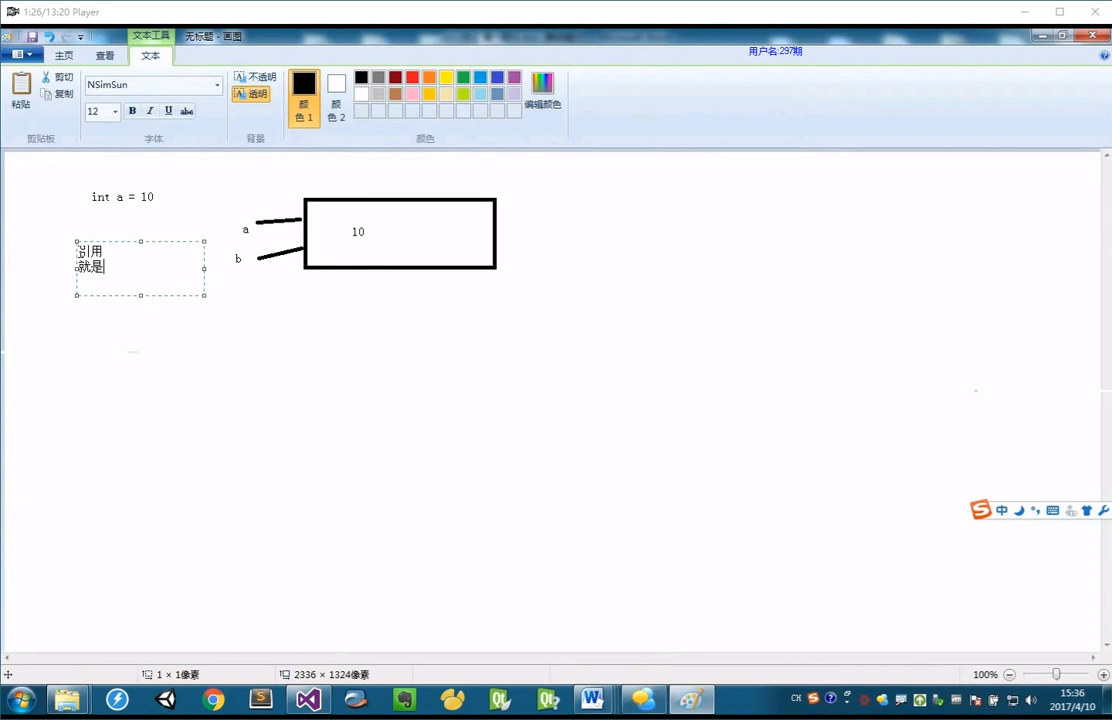 1:26/13:20 Player
文本工具
无标题 - 画图
主页
查看
文本
用户名:297期
粘贴
剪切
复制
NSimSun
12
B I U abc
不透明
透明
颜色 1
颜色 2
编辑颜色
剪贴板
字体
背景
颜色
int a = 10
a
10
b
引用
就是
中
1 × 1像素
2336 × 1324像素
100%
CH
15:36
2017/4/10